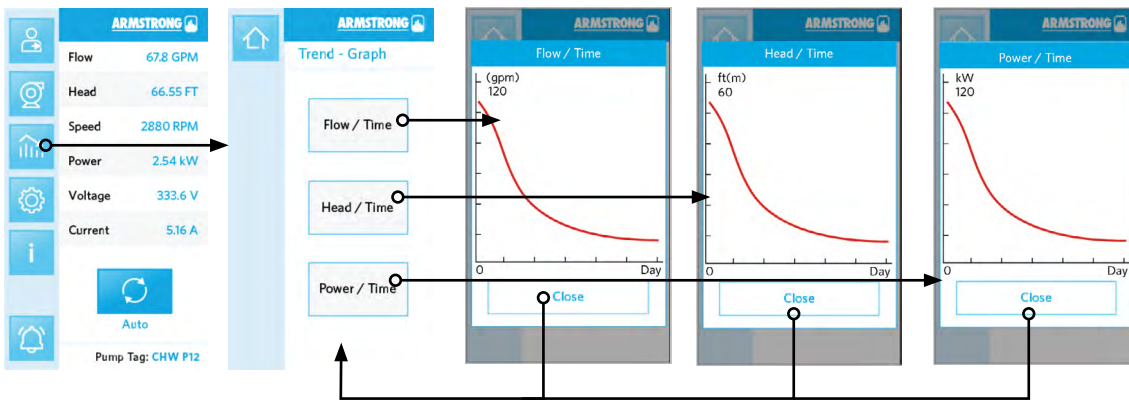 ARMSTRONG
Flow 67.8 GPM
Head 66.55 FT
Speed 2880 RPM
Power 2.54 kW
Voltage 333.6 V
Current 5.16 A
i
Auto
Pump Tag: CHW P12
ARMSTRONG
Trend - Graph
Flow / Time
Head / Time
Power / Time
ARMSTRONG
Flow / Time
(gpm)
120
0 Day
Close
ARMSTRONG
Head / Time
ft(m)
60
0 Day
Close
ARMSTRONG
Power / Time
kW
120
0 Day
Close